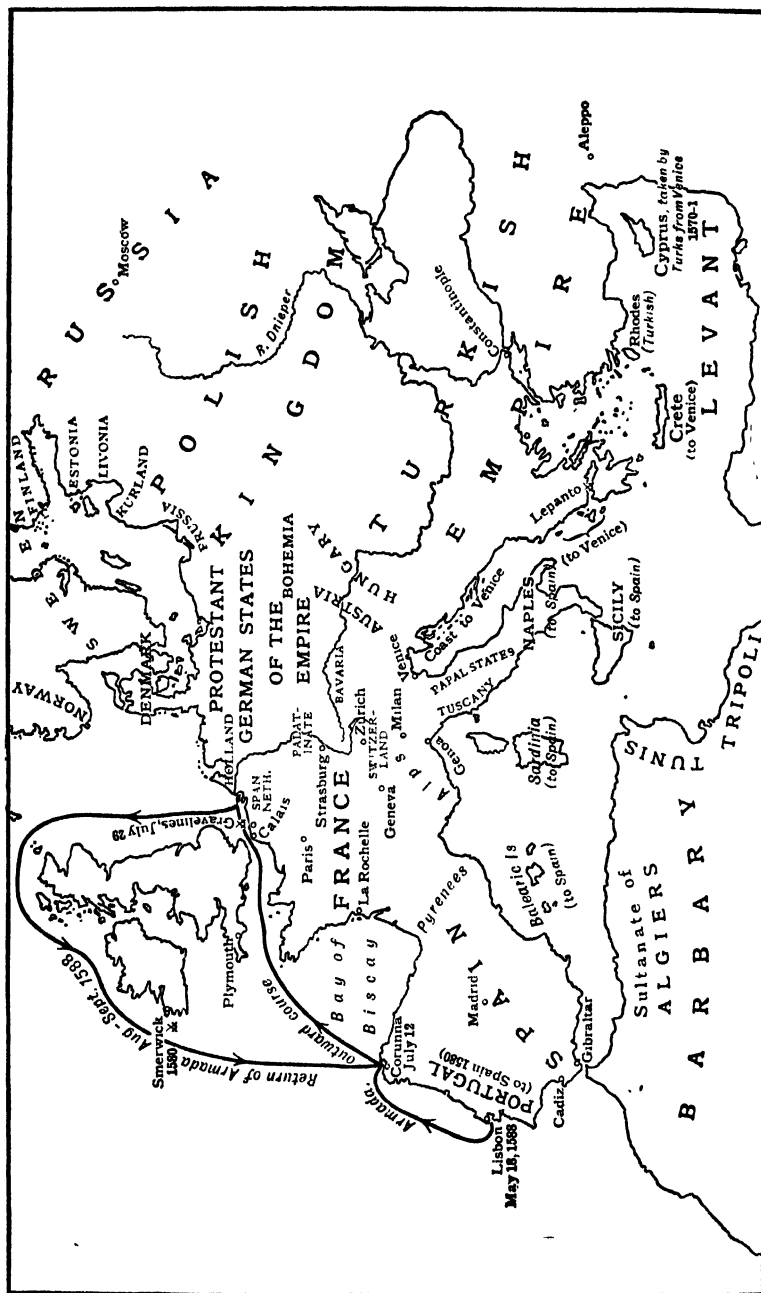 NORWAY
SWEDEN
FINLAND
ESTONIA
LIVONIA
KURLAND
PRUSSIA
RUSSIA
Moscow
POLISH
KINGDOM
R. Dnieper
DENMARK
HOLLAND
PROTESTANT
GERMAN STATES
OF THE
EMPIRE
BOHEMIA
SPAN
NETH.
Gravelines, July 29
Calais
PADAT-
INATE
Strasburg
Paris
BAVARIA
AUSTRIA
HUNGARY
Zürich
SWITZER-
LAND
Geneva
FRANCE
La Rochelle
Alps
Milan
Venice
Genoa
TUSCANY
PAPAL STATES
Coast to Venice
NAPLES
(to Spain)
SICILY
(to Spain)
Sardinia
(to Spain)
Lepanto
(to Venice)
TURKISH
EMPIRE
Constantinople
Aleppo
Rhodes
(Turkish)
Crete
(to Venice)
Cyprus, taken by
Turks from Venice
1570-1
LEVANT
Plymouth
Smerwick
1580
Aug-Sept. 1588
Return of Armada
outward course
Armada,
Bay of
Biscay
Corunna
July 12
Pyrenees
SPAIN
Madrid
PORTUGAL
(to Spain 1580)
Lisbon
May 18, 1588
Cadiz
Gibraltar
Balearic Is
(to Spain)
Sultanate of
ALGIERS
BARBARY
TUNIS
TRIPOLI